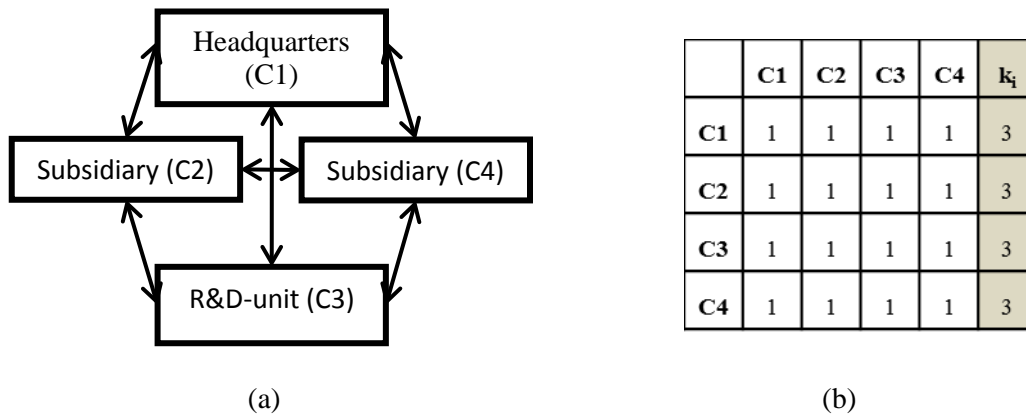 Headquarters
(C1)
Subsidiary (C2)
Subsidiary (C4)
R&D-unit (C3)
(a)
C1 C2 C3 C4 ki
C1 1 1 1 1 3
C2 1 1 1 1 3
C3 1 1 1 1 3
C4 1 1 1 1 3
(b)